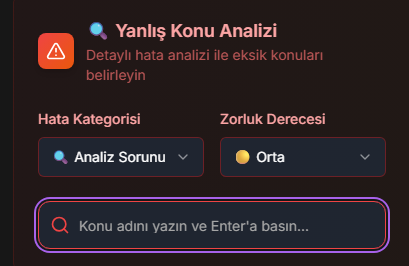 Yanlış Konu Analizi
Detaylı hata analizi ile eksik konuları
belirleyin
Hata Kategorisi
Zorluk Derecesi
Analiz Sorunu
Orta
Konu adını yazın ve Enter'a basın...